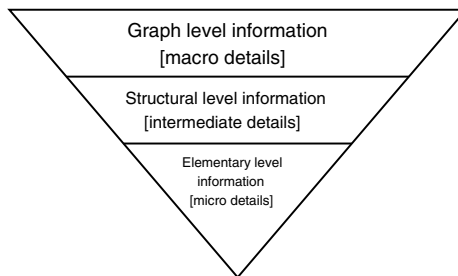 Graph level information
[macro details]
Structural level information
[intermediate details]
Elementary level
information
[micro details]